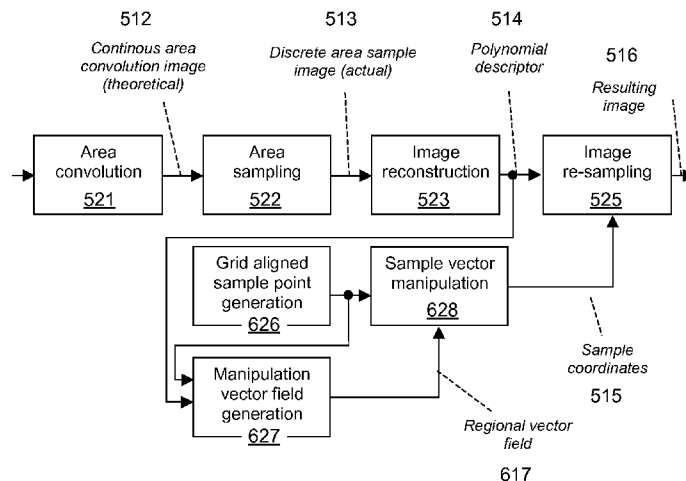 512
513
514
516
Continous area
convolution image
(theoretical)
Discrete area sample
image (actual)
Polynomial
descriptor
Resulting
image
Area
convolution
521
Area
sampling
522
Image
reconstruction
523
Image
re-sampling
525
Grid aligned
sample point
generation
626
Sample vector
manipulation
628
Manipulation
vector field
generation
627
Sample
coordinates
515
Regional vector
field
617